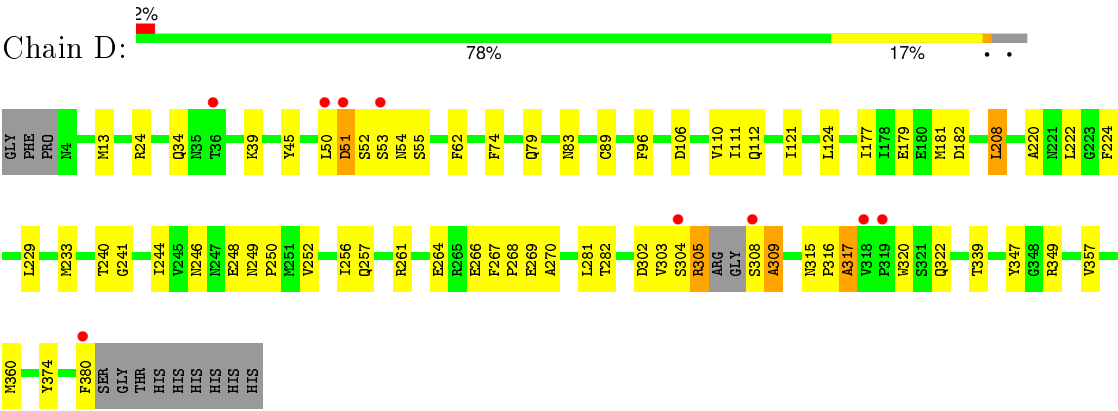 2%
Chain D:
78% 17% • •
GLY PHE PRO N4 M13 R24 Q34 N35 T36 K39 Y45 L50 D51 S52 S53 N54 S55 F62 F74 Q79 N83 C89 F96 D106 V110 I111 Q112 I121 L124 I177 I178 E179 E180 M181 D182 L208 A220 N221 L222 G223 F224
L229 M233 T240 G241 I244 V245 N246 N247 E248 N249 P250 M251 V252 I256 Q257 R261 E264 R265 E266 F267 P268 E269 A270 L281 T282 D302 V303 S304 R305 ARG GLY S308 A309 N315 P316 A317 V318 P319 W320 S321 Q322 T339 Y347 G348 R349 V357
M360 Y374 F380 SER GLY THR HIS HIS HIS HIS HIS HIS